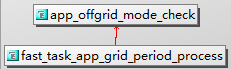 app_offgrid_mode_check
fast_task_app_grid_period_process